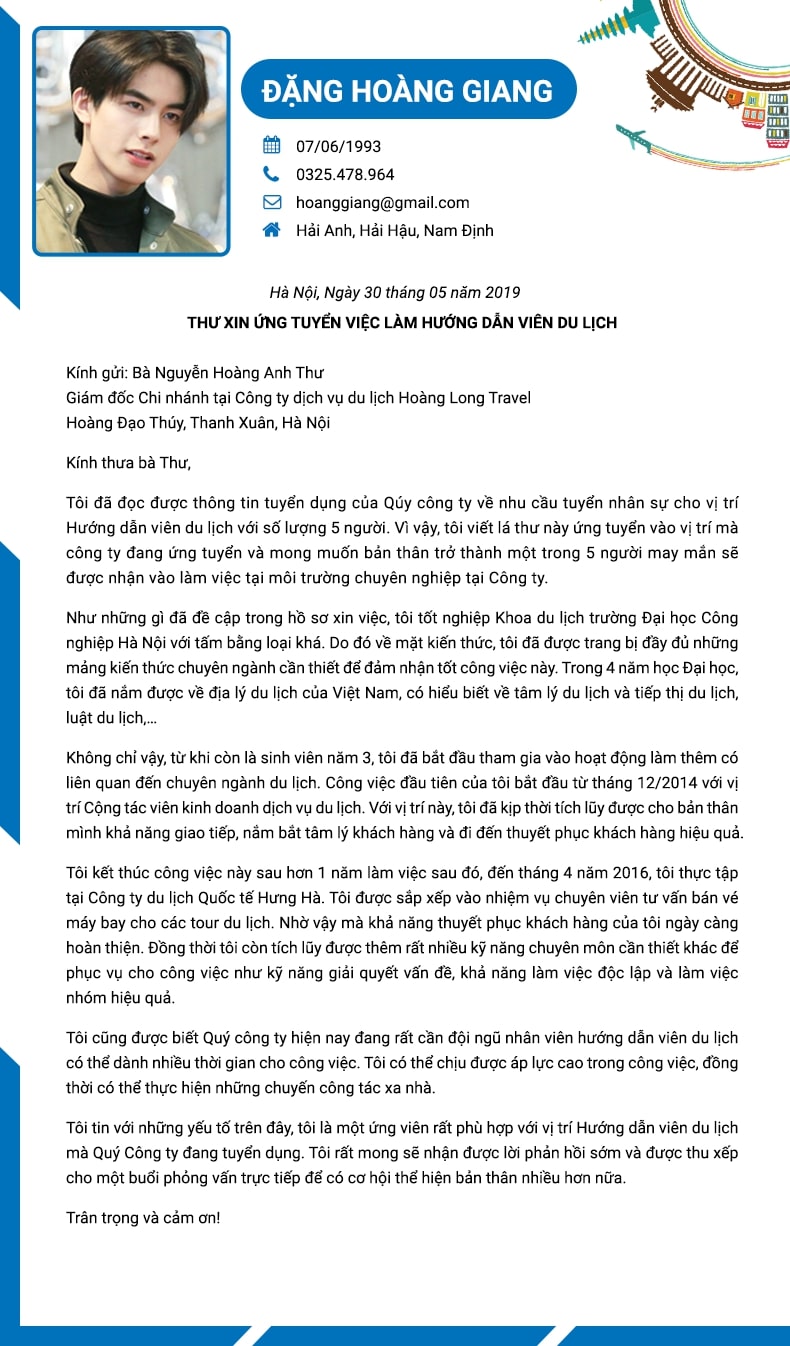 ĐẶNG HOÀNG GIANG
07/06/1993
0325.478.964
hoanggiang@gmail.com
Hải Anh, Hải Hậu, Nam Định
Hà Nội, Ngày 30 tháng 05 năm 2019
THƯ XIN ỨNG TUYỂN VIỆC LÀM HƯỚNG DẪN VIÊN DU LỊCH
Kính gửi: Bà Nguyễn Hoàng Anh Thư
Giám đốc Chi nhánh tại Công ty dịch vụ du lịch Hoàng Long Travel
Hoàng Đạo Thúy, Thanh Xuân, Hà Nội
Kính thưa bà Thư,
Tôi đã đọc được thông tin tuyển dụng của Qúy công ty về nhu cầu tuyển nhân sự cho vị trí
Hướng dẫn viên du lịch với số lượng 5 người. Vì vậy, tôi viết lá thư này ứng tuyển vào vị trí mà
công ty đang ứng tuyển và mong muốn bản thân trở thành một trong 5 người may mắn sẽ
được nhận vào làm việc tại môi trường chuyên nghiệp tại Công ty.
Như những gì đã đề cập trong hồ sơ xin việc, tôi tốt nghiệp Khoa du lịch trường Đại học Công
nghiệp Hà Nội với tấm bằng loại khá. Do đó về mặt kiến thức, tôi đã được trang bị đầy đủ những
mảng kiến thức chuyên ngành cần thiết để đảm nhận tốt công việc này. Trong 4 năm học Đại học,
tôi đã nắm được về địa lý du lịch của Việt Nam, có hiểu biết về tâm lý du lịch và tiếp thị du lịch,
luật du lịch,...
Không chỉ vậy, từ khi còn là sinh viên năm 3, tôi đã bắt đầu tham gia vào hoạt động làm thêm có
liên quan đến chuyên ngành du lịch. Công việc đầu tiên của tôi bắt đầu từ tháng 12/2014 với vị
trí Cộng tác viên kinh doanh dịch vụ du lịch. Với vị trí này, tôi đã kịp thời tích lũy được cho bản thân
mình khả năng giao tiếp, nắm bắt tâm lý khách hàng và đi đến thuyết phục khách hàng hiệu quả.
Tôi kết thúc công việc này sau hơn 1 năm làm việc sau đó, đến tháng 4 năm 2016, tôi thực tập
tại Công ty du lịch Quốc tế Hưng Hà. Tôi được sắp xếp vào nhiệm vụ chuyên viên tư vấn bán vé
máy bay cho các tour du lịch. Nhờ vậy mà khả năng thuyết phục khách hàng của tôi ngày càng
hoàn thiện. Đồng thời tôi còn tích lũy được thêm rất nhiều kỹ năng chuyên môn cần thiết khác để
phục vụ cho công việc như kỹ năng giải quyết vấn đề, khả năng làm việc độc lập và làm việc
nhóm hiệu quả.
Tôi cũng được biết Quý công ty hiện nay đang rất cần đội ngũ nhân viên hướng dẫn viên du lịch
có thể dành nhiều thời gian cho công việc. Tôi có thể chịu được áp lực cao trong công việc, đồng
thời có thể thực hiện những chuyến công tác xa nhà.
Tôi tin với những yếu tố trên đây, tôi là một ứng viên rất phù hợp với vị trí Hướng dẫn viên du lịch
mà Quý Công ty đang tuyển dụng. Tôi rất mong sẽ nhận được lời phản hồi sớm và được thu xếp
cho một buổi phỏng vấn trực tiếp để có cơ hội thể hiện bản thân nhiều hơn nữa.
Trân trọng và cảm ơn!